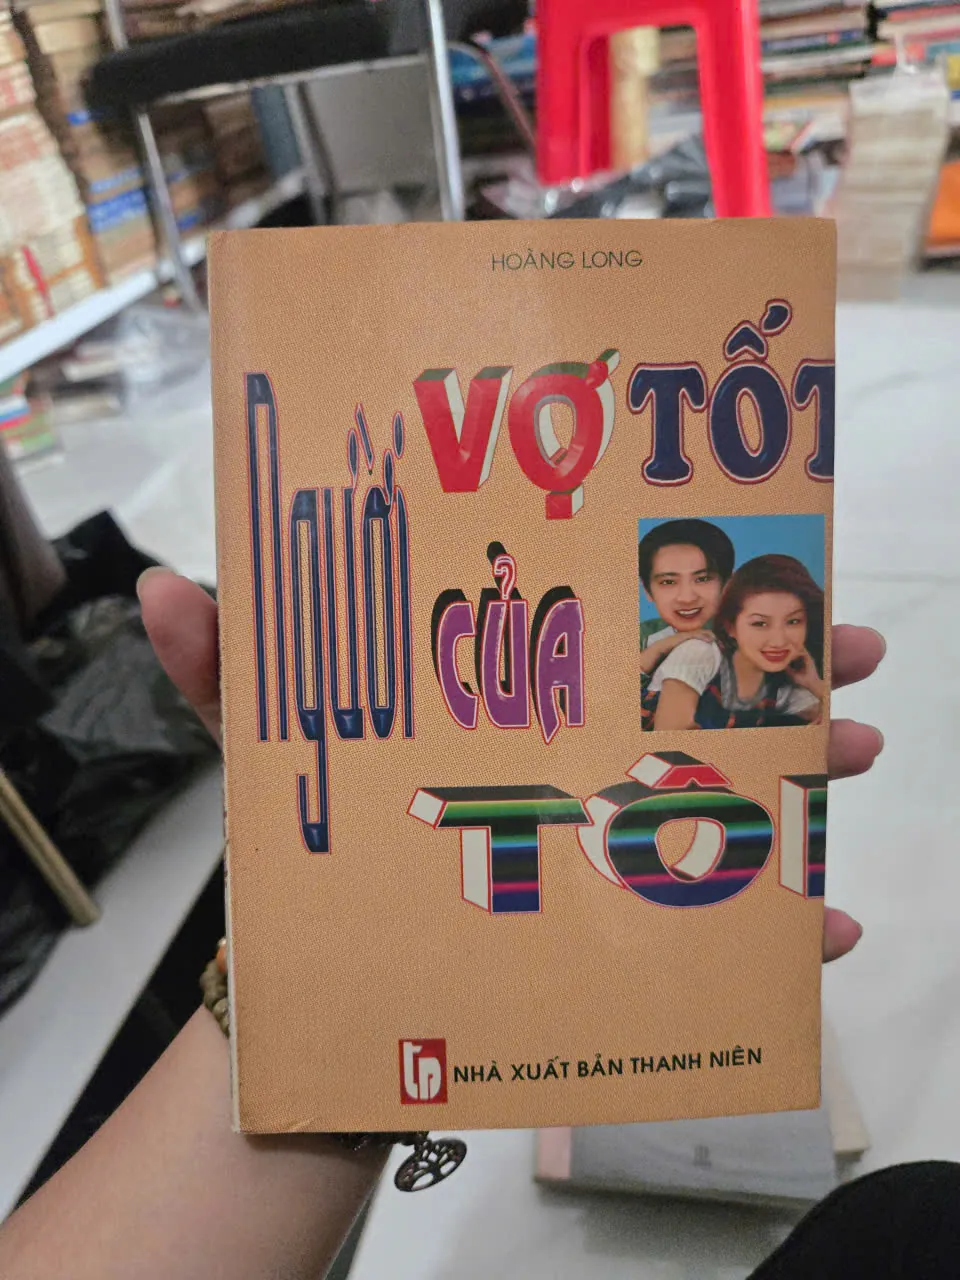 HOÀNG LONG
NGƯỜI
VỢ TỐT
CỦA
TÔI
NHÀ XUẤT BẢN THANH NIÊN